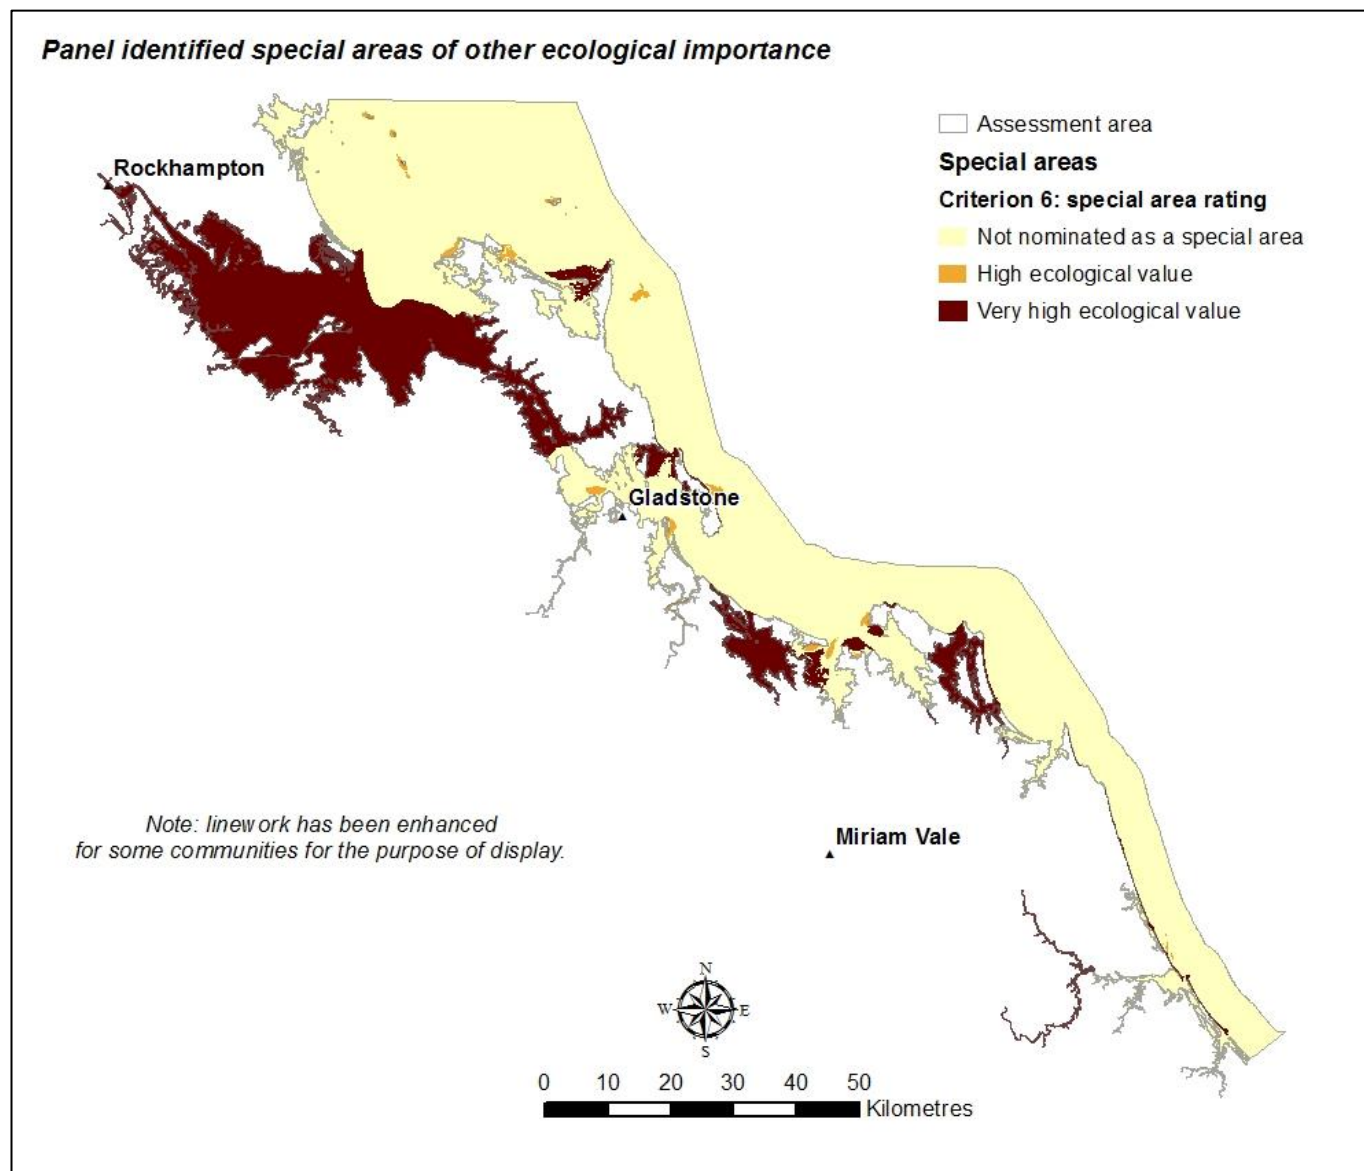 Panel identified special areas of other ecological importance
Assessment area
Special areas
Criterion 6: special area rating
Not nominated as a special area
High ecological value
Very high ecological value
Rockhampton
Gladstone
Note: linework has been enhanced
for some communities for the purpose of display.
Miriam Vale
N
W E
S
0 10 20 30 40 50
Kilometres